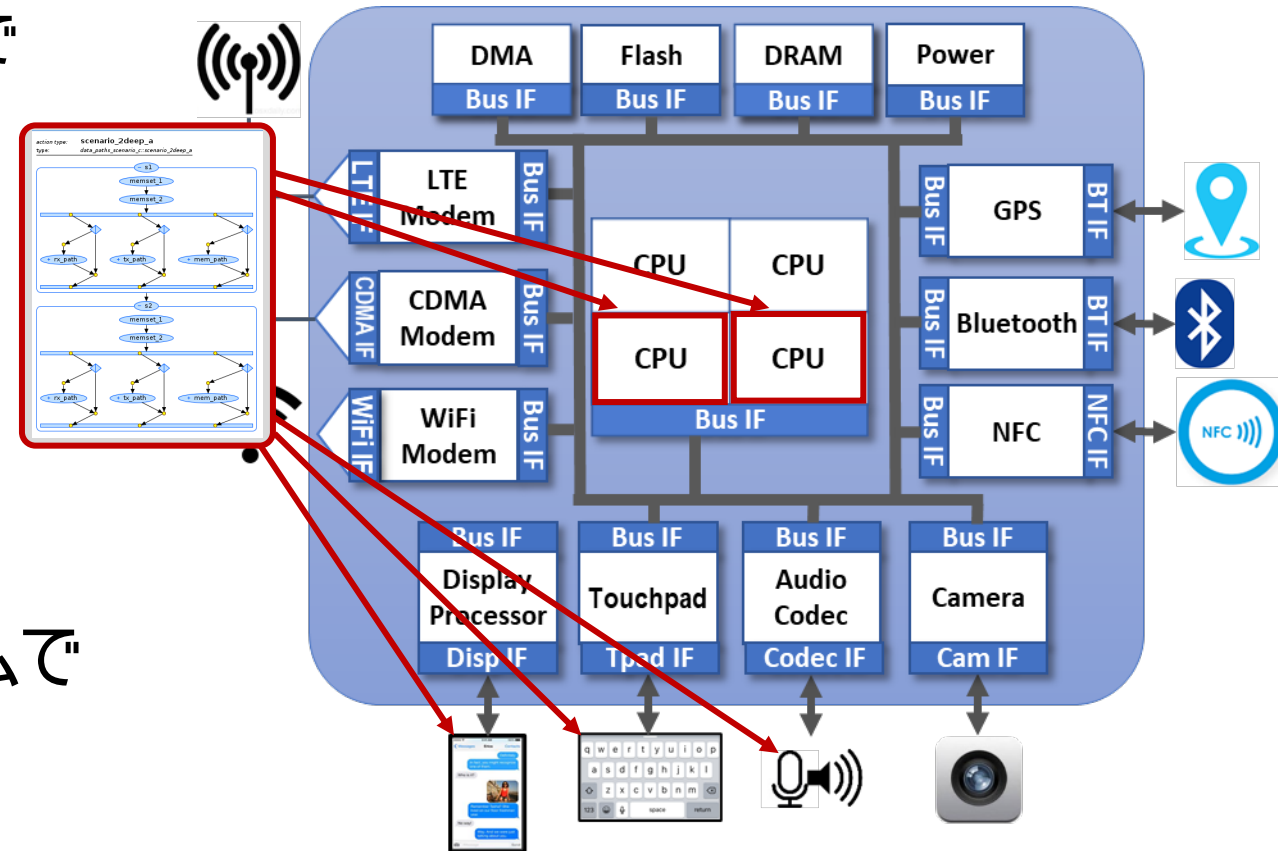 で
DMA
Bus IF
Flash
Bus IF
DRAM
Bus IF
Power
Bus IF
action type: scenario_2deep_a
type: data_paths_scenario_c::scenario_2deep_a
- s1
memset_1
memset_2
+ rx_path
+ tx_path
+ mem_path
- s2
memset_1
memset_2
+ rx_path
+ tx_path
+ mem_path
LTE IF
LTE
Modem
Bus IF
CDMA IF
CDMA
Modem
Bus IF
WiFi IF
WiFi
Modem
Bus IF
CPU
CPU
CPU
CPU
Bus IF
Bus IF
GPS
BT IF
Bus IF
Bluetooth
BT IF
Bus IF
NFC
NFC IF
NFC
ムで
Bus IF
Display
Processor
Disp IF
Bus IF
Touchpad
Tpad IF
Bus IF
Audio
Codec
Codec IF
Bus IF
Camera
Cam IF
q w e r t y u i o p
a s d f g h j k l
z x c v b n m
123
space
return